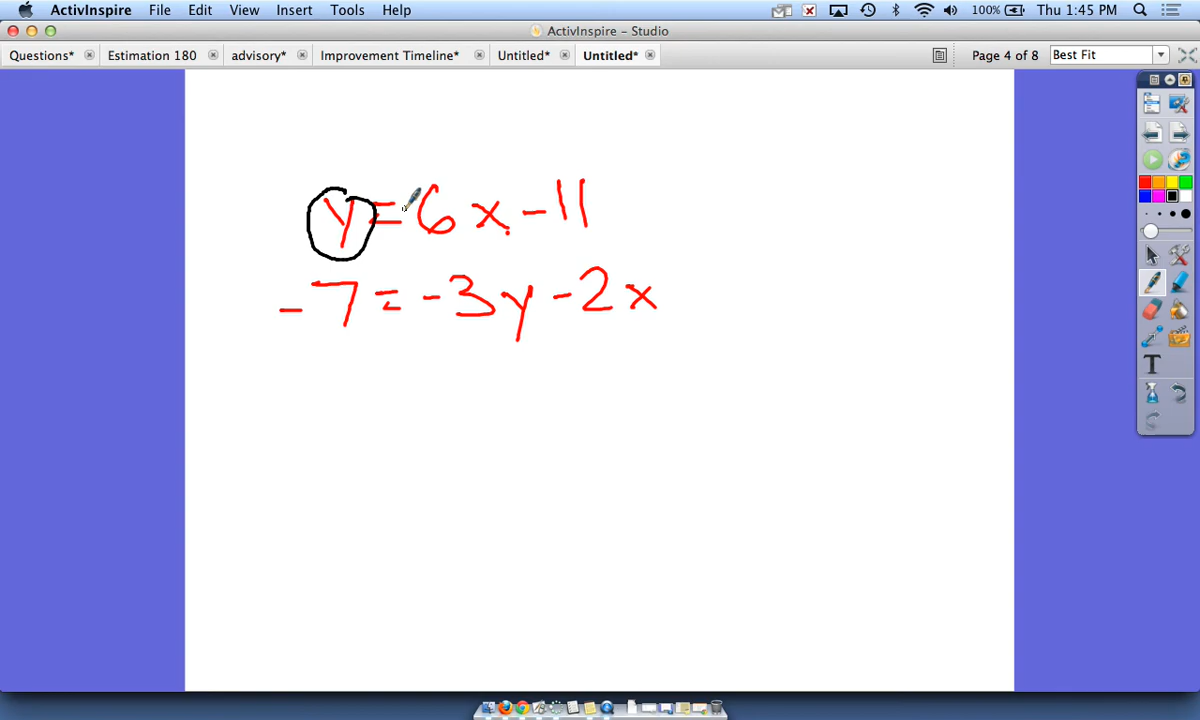 ActivInspire File Edit View Insert Tools Help 100% Thu 1:45 PM
ActivInspire – Studio
Questions* Estimation 180 advisory* Improvement Timeline* Untitled* Untitled* Page 4 of 8 Best Fit
y = 6x - 11
-7 = -3y - 2x
T